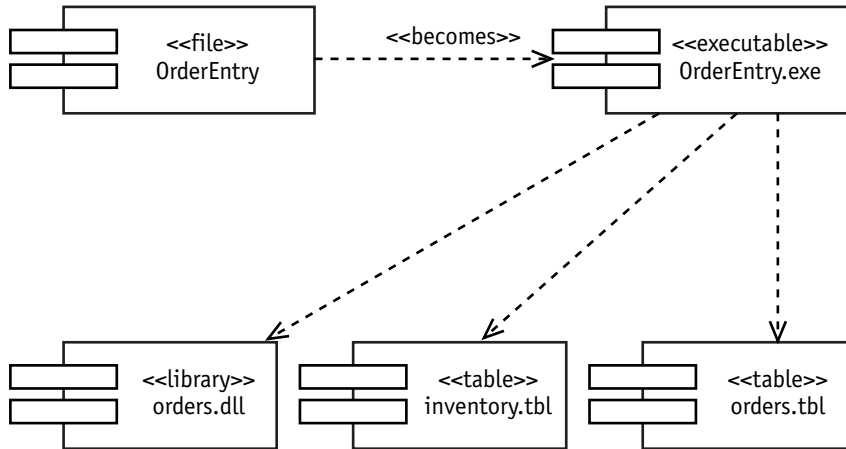 <<file>>
OrderEntry
<<becomes>>
<<executable>>
OrderEntry.exe
<<library>>
orders.dll
<<table>>
inventory.tbl
<<table>>
orders.tbl